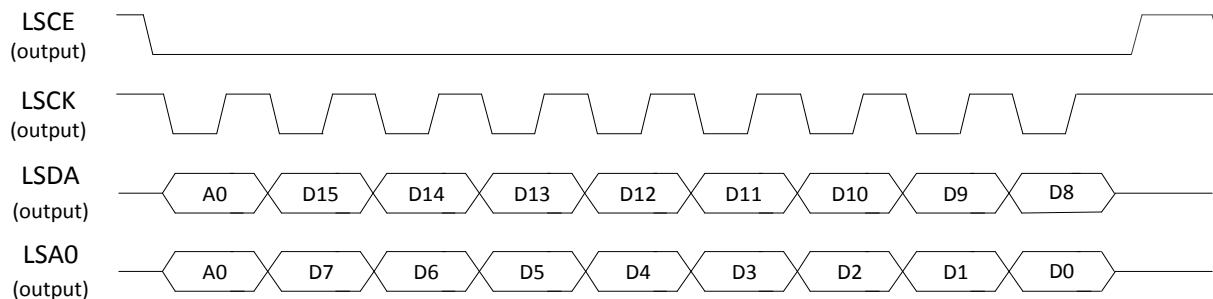 LSCE
(output)
LSCK
(output)
LSDA
(output)
A0 D15 D14 D13 D12 D11 D10 D9 D8
LSA0
(output)
A0 D7 D6 D5 D4 D3 D2 D1 D0